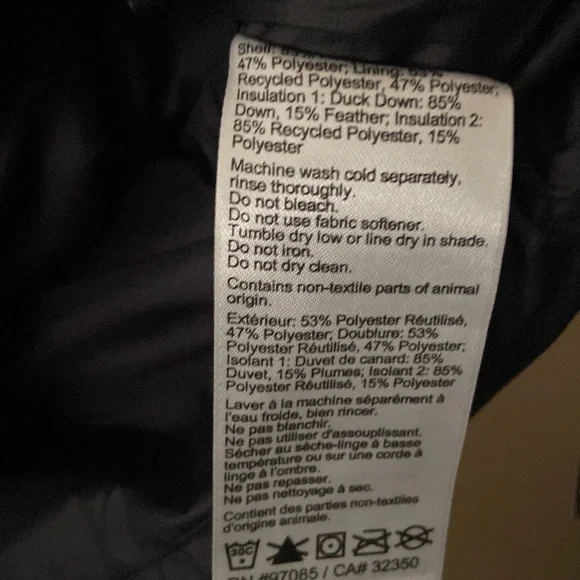 Shell: 53%
47% Polyester; Lining: 53%
Recycled Polyester, 47% Polyester;
Insulation 1: Duck Down: 85%
Down, 15% Feather; Insulation 2:
85% Recycled Polyester, 15%
Polyester
Machine wash cold separately,
rinse thoroughly.
Do not bleach.
Do not use fabric softener.
Tumble dry low or line dry in shade.
Do not iron.
Do not dry clean.
Contains non-textile parts of animal
origin.
Extérieur: 53% Polyester Réutilisé,
47% Polyester; Doublure: 53%
Polyester Réutilisé, 47% Polyester;
Isolant 1: Duvet de canard: 85%
Duvet, 15% Plumes; Isolant 2: 85%
Polyester Réutilisé, 15% Polyester
Laver à la machine séparément à
l'eau froide, bien rincer.
Ne pas blanchir.
Ne pas utiliser d'assouplissant.
Sécher au sèche-linge à basse
température ou sur une corde à
linge à l'ombre.
Ne pas repasser.
Ne pas nettoyage à sec.
Contient des parties non-textiles
d'origine animale.
30C
RN #97085 / CA# 32350